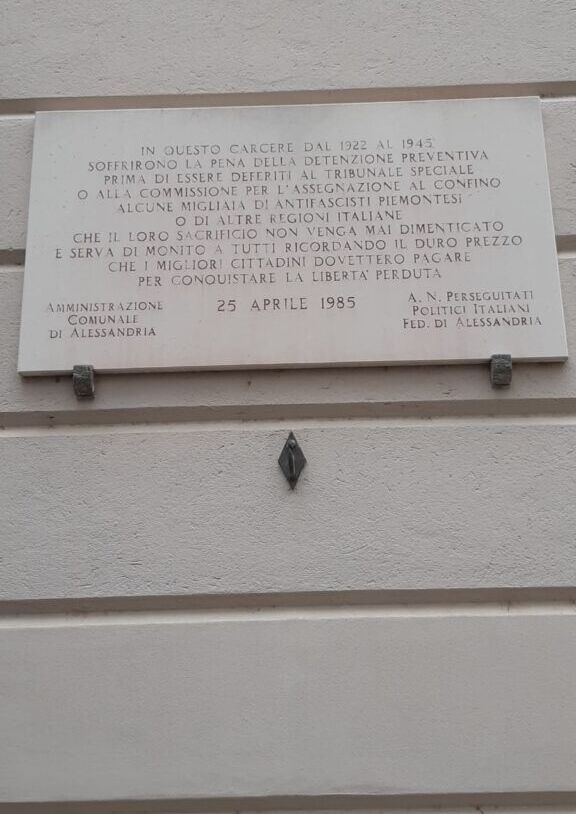 IN QUESTO CARCERE DAL 1922 AL 1945
SOFFRIRONO LA PENA DELLA DETENZIONE PREVENTIVA
PRIMA DI ESSERE DEFERITI AL TRIBUNALE SPECIALE
O ALLA COMMISSIONE PER L'ASSEGNAZIONE AL CONFINO
ALCUNE MIGLIAIA DI ANTIFASCISTI PIEMONTESI
O DI ALTRE REGIONI ITALIANE
CHE IL LORO SACRIFICIO NON VENGA MAI DIMENTICATO
E SERVA DI MONITO A TUTTI RICORDANDO IL DURO PREZZO
CHE I MIGLIORI CITTADINI DOVETTERO PAGARE
PER CONQUISTARE LA LIBERTA' PERDUTA
AMMINISTRAZIONE
COMUNALE
DI ALESSANDRIA
25 APRILE 1985
A. N. PERSEGUITATI
POLITICI ITALIANI
FED. DI ALESSANDRIA